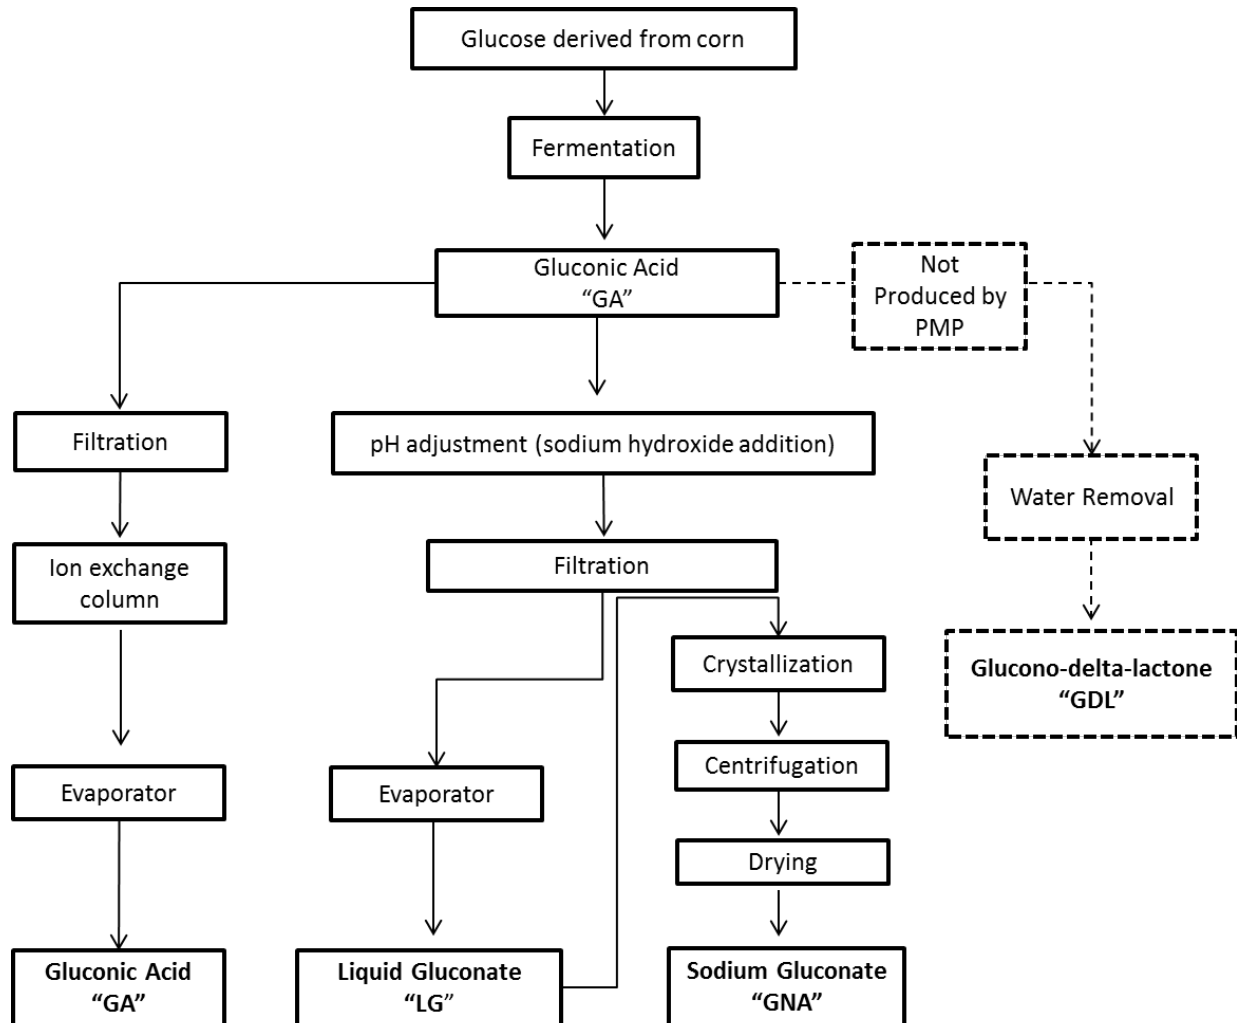 Glucose derived from corn
Fermentation
Gluconic Acid
“GA”
Not
Produced by
PMP
Filtration
pH adjustment (sodium hydroxide addition)
Water Removal
Ion exchange
column
Filtration
Crystallization
Glucono-delta-lactone
“GDL”
Evaporator
Evaporator
Centrifugation
Drying
Gluconic Acid
“GA”
Liquid Gluconate
“LG”
Sodium Gluconate
“GNA”